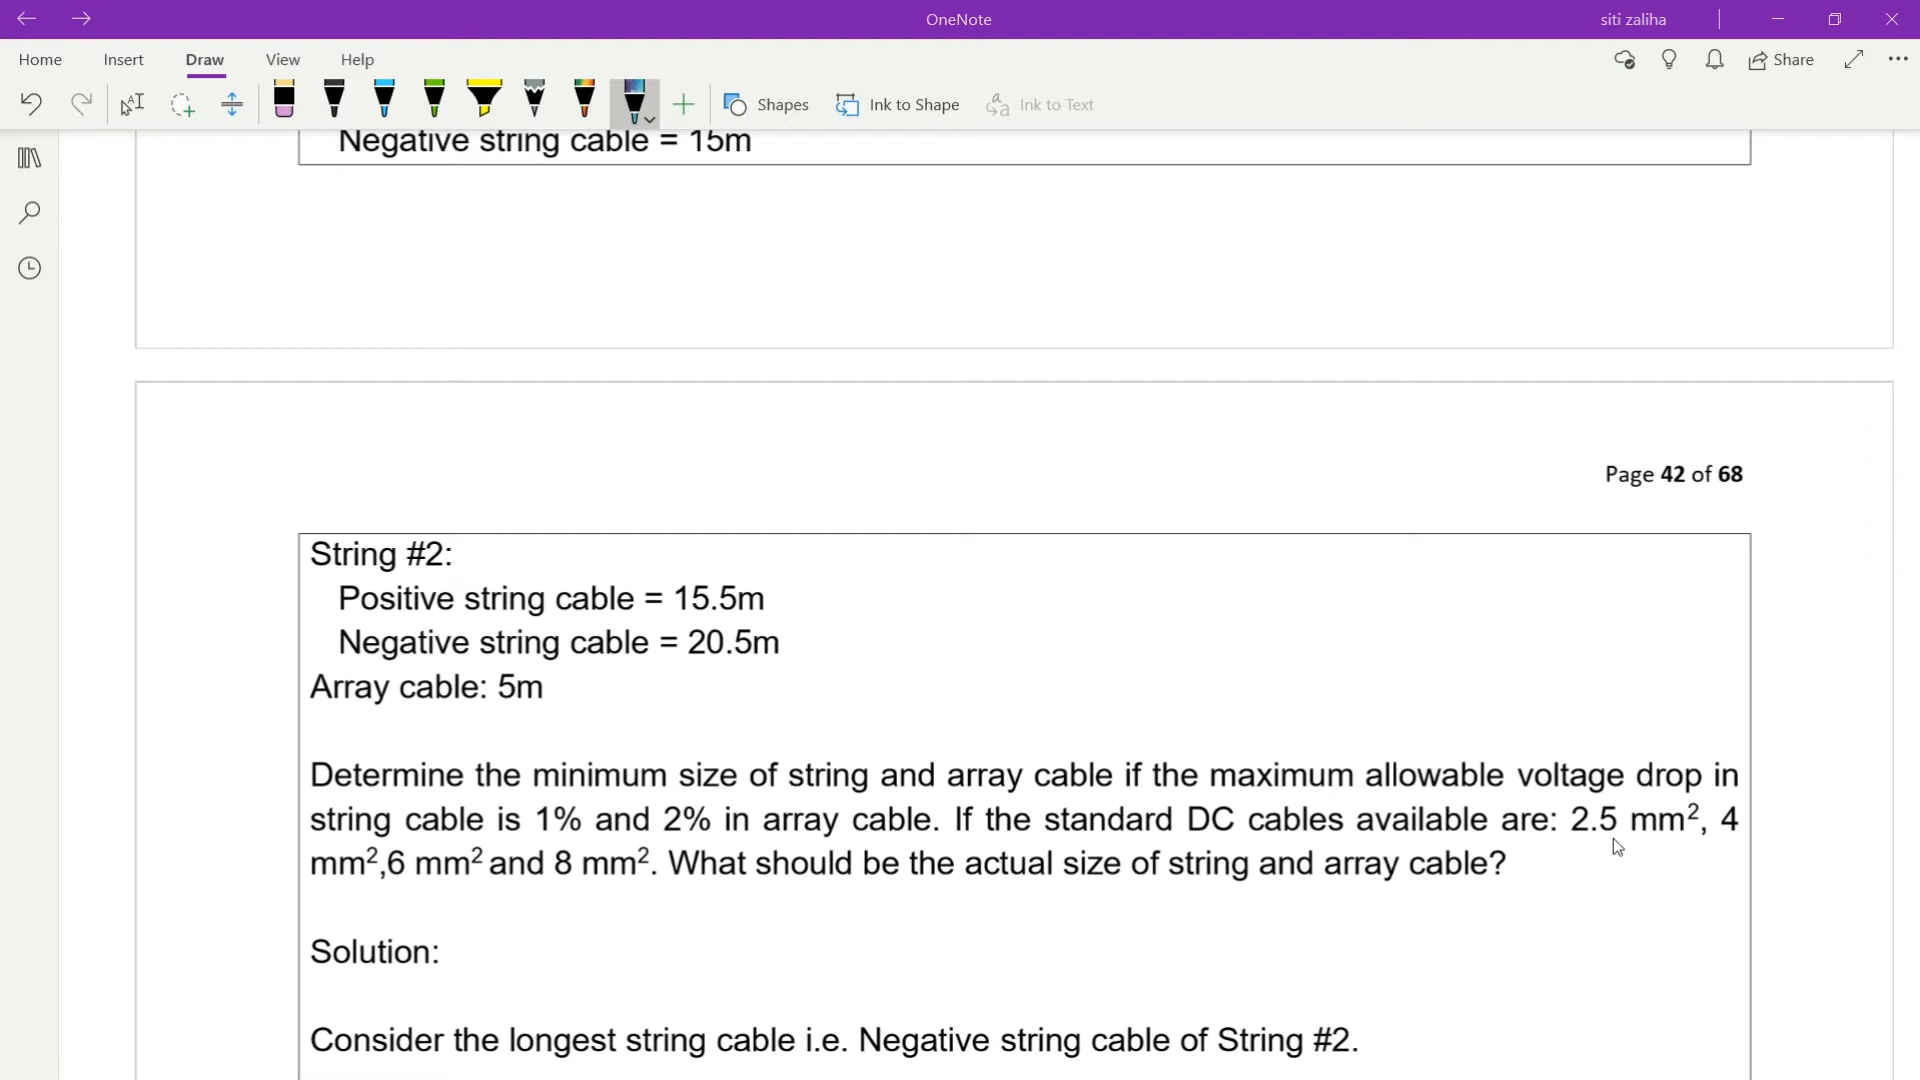 OneNote
siti zaliha
Home Insert Draw View Help
Share
Shapes
Ink to Shape
Ink to Text
Negative string cable = 15m
Page 42 of 68
String #2:
Positive string cable = 15.5m
Negative string cable = 20.5m
Array cable: 5m
Determine the minimum size of string and array cable if the maximum allowable voltage drop in
string cable is 1% and 2% in array cable. If the standard DC cables available are: 2.5 mm², 4
mm²,6 mm² and 8 mm². What should be the actual size of string and array cable?
Solution:
Consider the longest string cable i.e. Negative string cable of String #2.